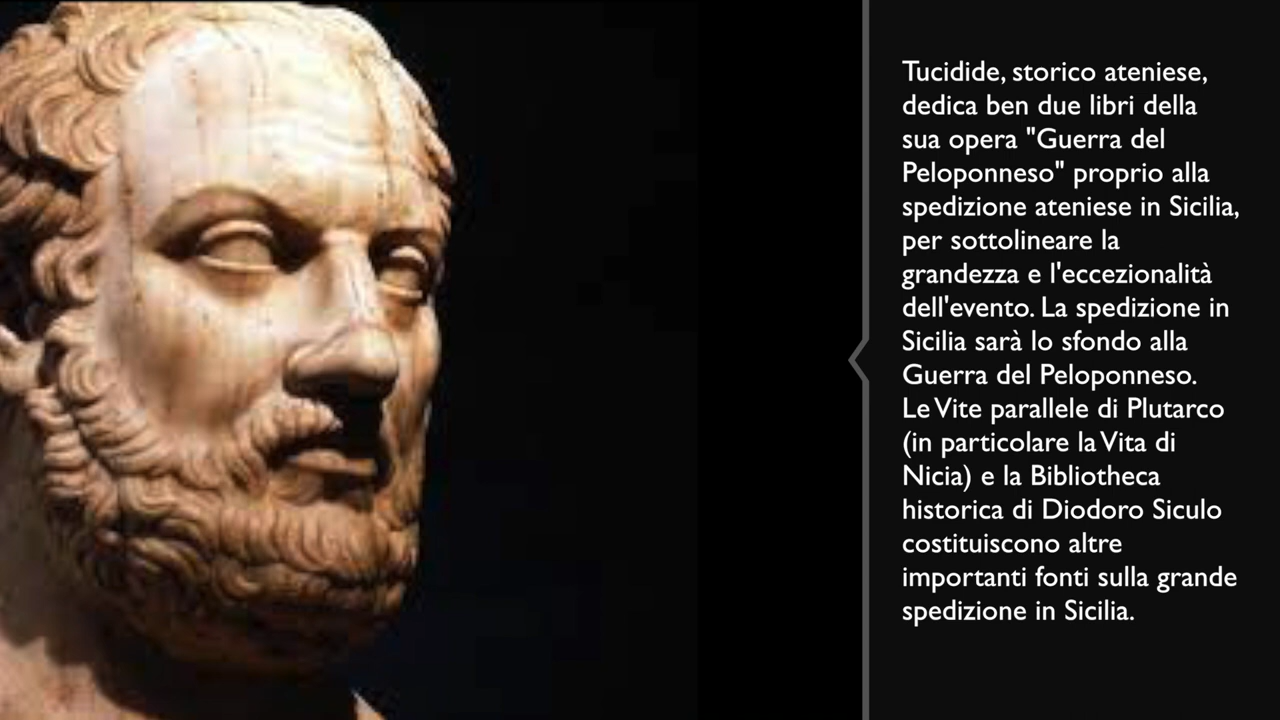 Tucidide, storico ateniese,
dedica ben due libri della
sua opera "Guerra del
Peloponneso" proprio alla
spedizione ateniese in Sicilia,
per sottolineare la
grandezza e l'eccezionalità
dell'evento. La spedizione in
Sicilia sarà lo sfondo alla
Guerra del Peloponneso.
Le Vite parallele di Plutarco
(in particolare la Vita di
Nicia) e la Bibliotheca
historica di Diodoro Siculo
costituiscono altre
importanti fonti sulla grande
spedizione in Sicilia.